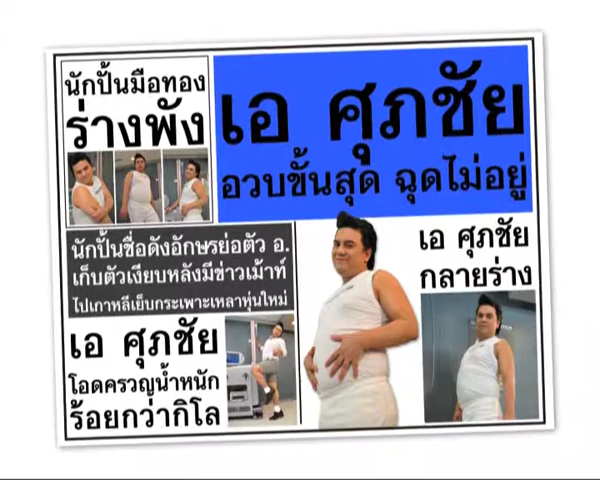 นักปั้นมือทอง
ร่างพัง
เอ ศุภชัย
อวบขั้นสุด ฉุดไม่อยู่
นักปั้นชื่อดังอักษรย่อตัว อ.
เก็บตัวเงียบหลังมีข่าวเม้าท์
ไปเกาหลีเย็บกระเพาะเหลาหุ่นใหม่
เอ ศุภชัย
โอดครวญน้ำหนัก
ร้อยกว่ากิโล
เอ ศุภชัย
กลายร่าง